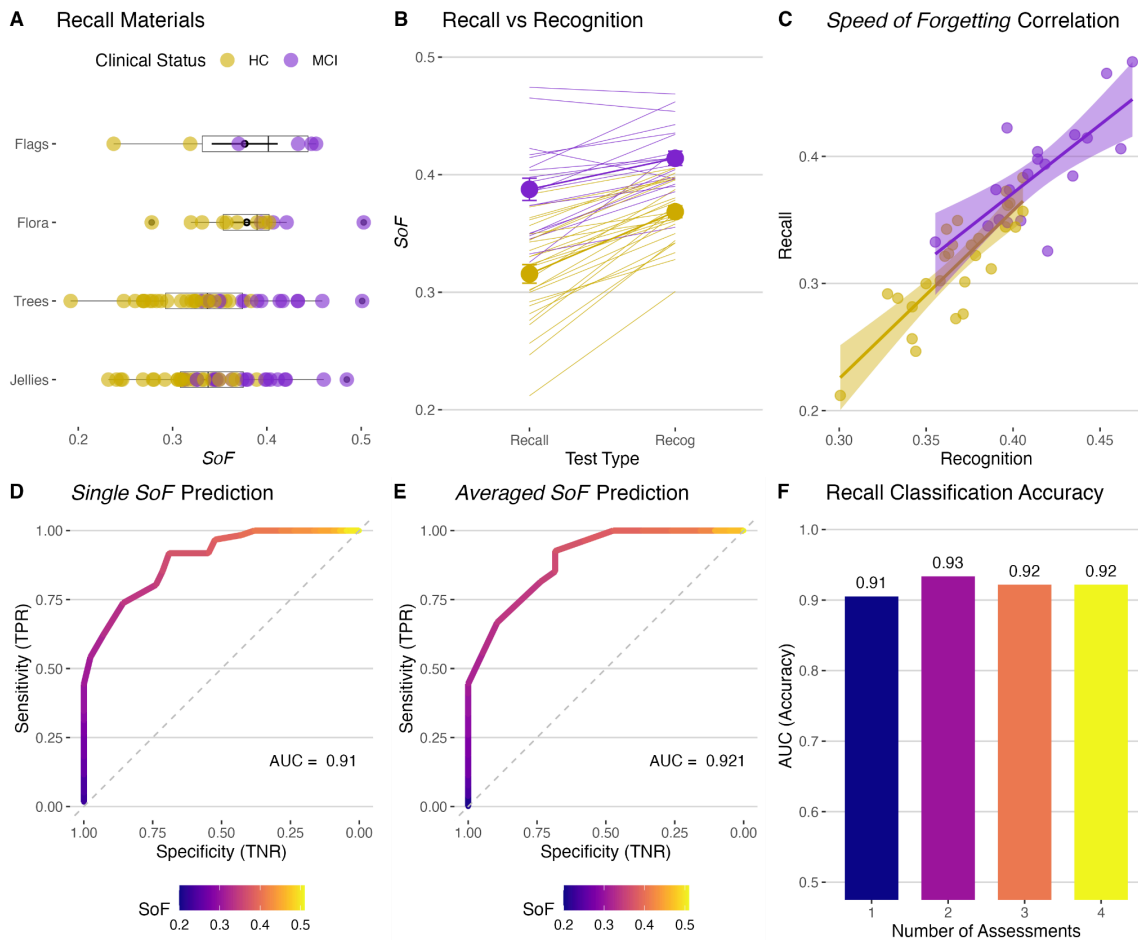 A Recall Materials
Clinical Status HC MCI
Flags
Flora
Trees
Jellies
0.2 0.3 0.4 0.5
SoF
B Recall vs Recognition
0.5
0.4
0.3
0.2
SoF
Recall Recog
Test Type
C Speed of Forgetting Correlation
0.4
0.3
0.2
Recall
0.30 0.35 0.40 0.45
Recognition
D Single SoF Prediction
1.00
0.75
0.50
0.25
0.00
Sensitivity (TPR)
AUC = 0.91
1.00 0.75 0.50 0.25 0.00
Specificity (TNR)
SoF
0.2 0.3 0.4 0.5
E Averaged SoF Prediction
1.00
0.75
0.50
0.25
0.00
Sensitivity (TPR)
AUC = 0.921
1.00 0.75 0.50 0.25 0.00
Specificity (TNR)
SoF
0.2 0.3 0.4 0.5
F Recall Classification Accuracy
1.0
0.9
0.8
0.7
0.6
0.5
AUC (Accuracy)
0.91 0.93 0.92 0.92
1 2 3 4
Number of Assessments